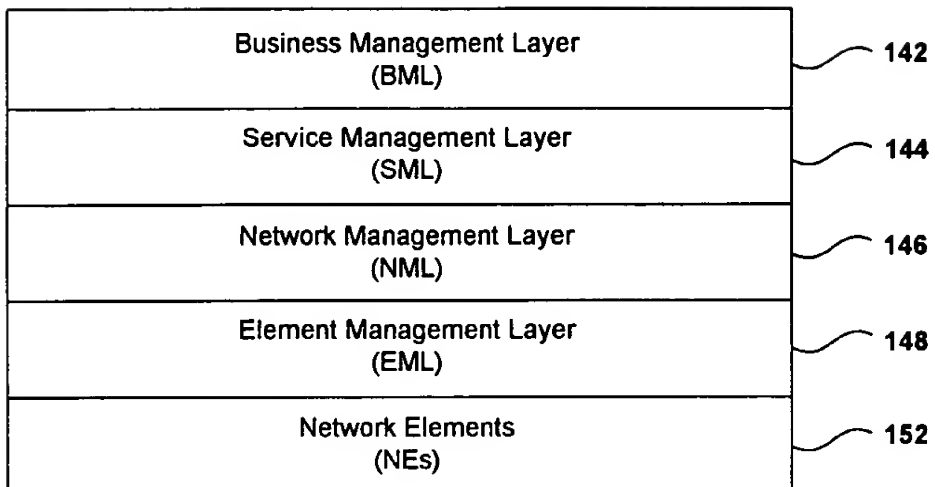 Business Management Layer
(BML)
142
Service Management Layer
(SML)
144
Network Management Layer
(NML)
146
Element Management Layer
(EML)
148
Network Elements
(NEs)
152